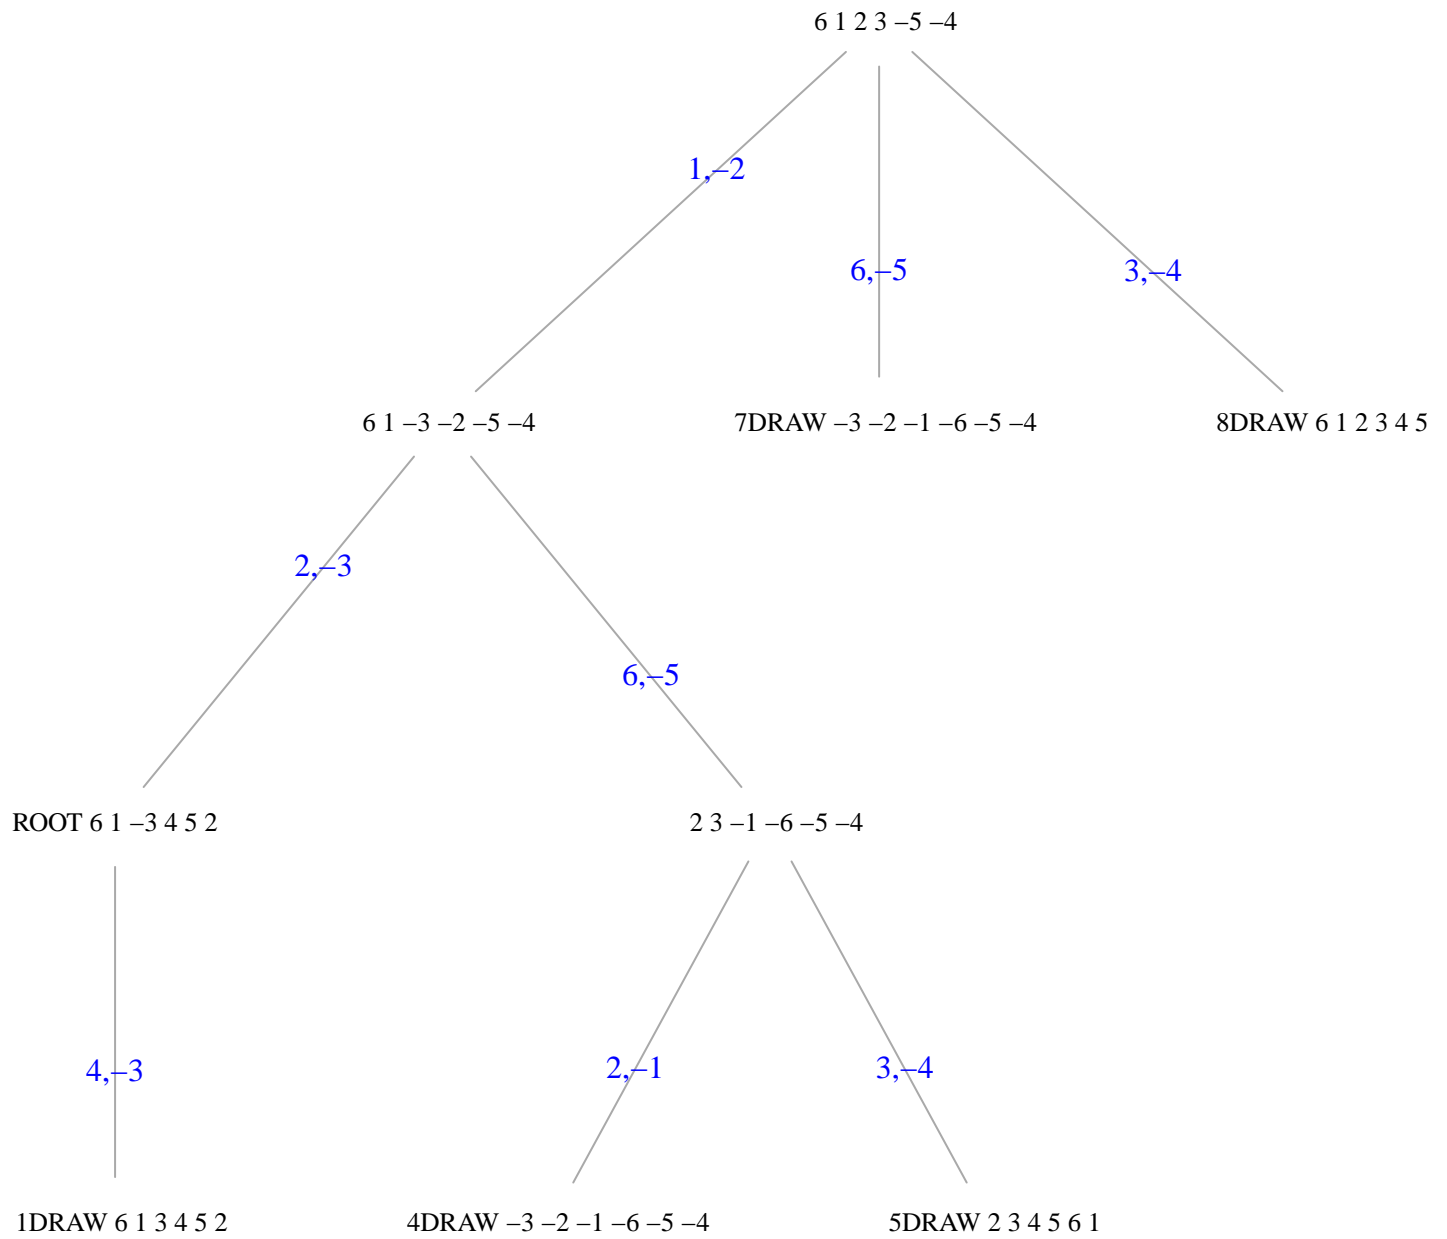 6 1 2 3 –5 –4
1,–2
6,–5
3,–4
6 1 –3 –2 –5 –4
7DRAW –3 –2 –1 –6 –5 –4
8DRAW 6 1 2 3 4 5
2,–3
6,–5
ROOT 6 1 –3 4 5 2
2 3 –1 –6 –5 –4
4,–3
2,–1
3,–4
1DRAW 6 1 3 4 5 2
4DRAW –3 –2 –1 –6 –5 –4
5DRAW 2 3 4 5 6 1